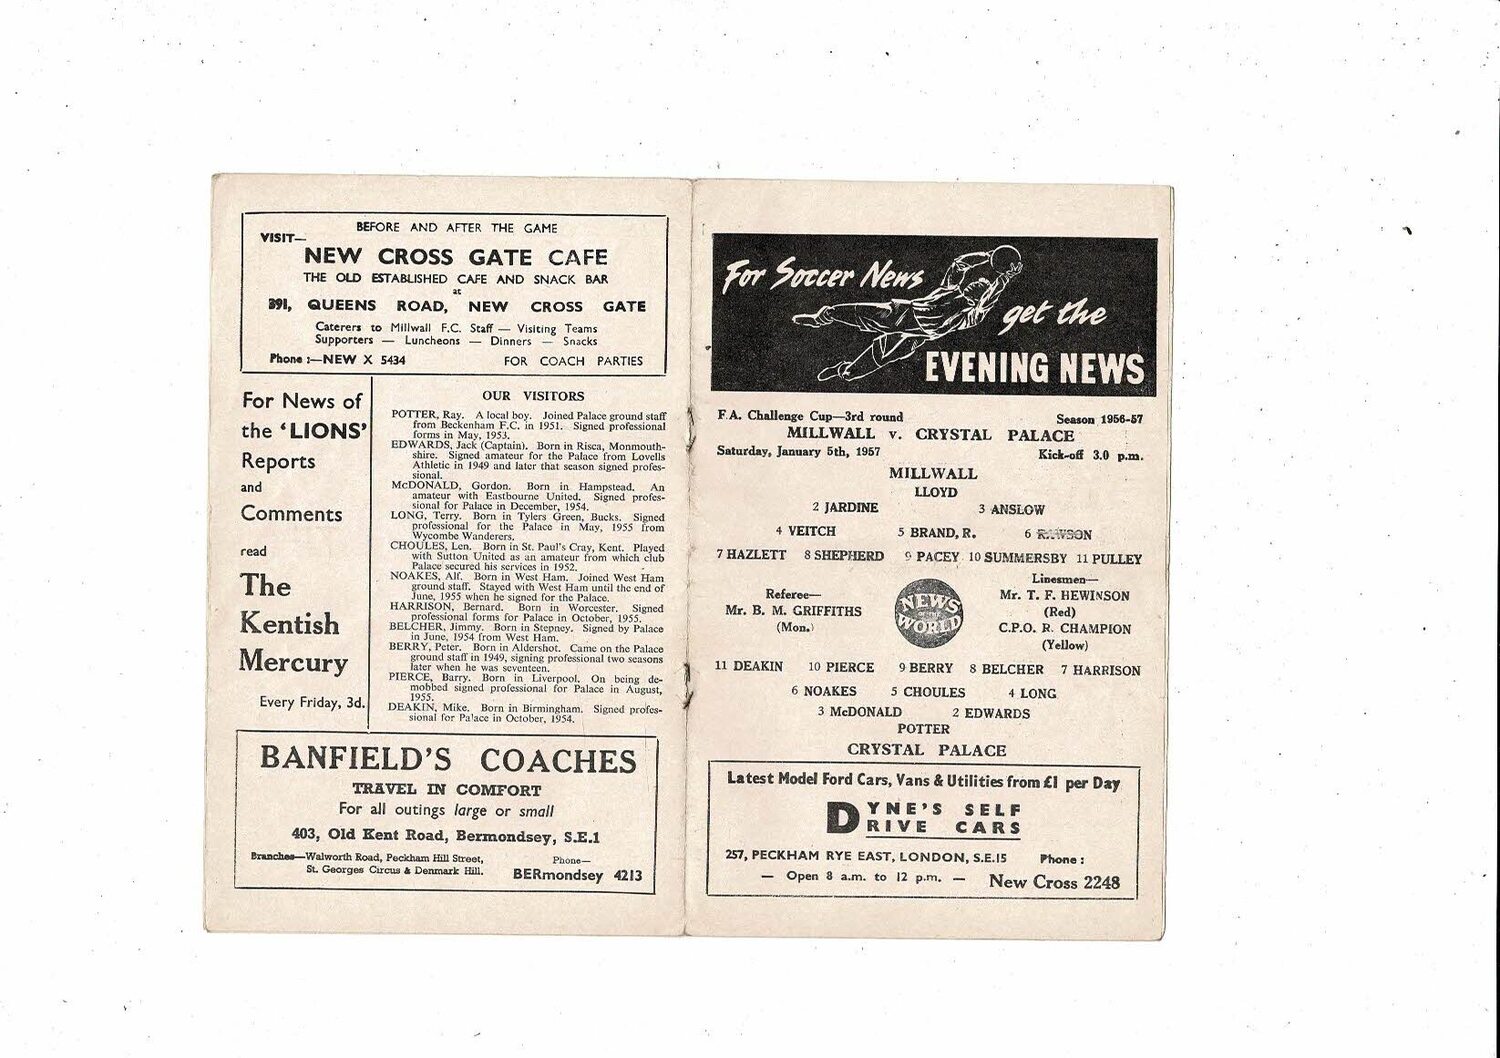 BEFORE AND AFTER THE GAME
VISIT—
NEW CROSS GATE CAFE
THE OLD ESTABLISHED CAFE AND SNACK BAR
at
391, QUEENS ROAD, NEW CROSS GATE
Caterers to Millwall F.C. Staff — Visiting Teams
Supporters — Luncheons — Dinners — Snacks
Phone :—NEW X 5434 FOR COACH PARTIES
For News of
the 'LIONS'
Reports
and
Comments
read
The
Kentish
Mercury
Every Friday, 3d.
OUR VISITORS
POTTER, Ray. A local boy. Joined Palace ground staff
from Beckenham F.C. in 1951. Signed professional
forms in May, 1953.
EDWARDS, Jack (Captain). Born in Risca, Monmouth-
shire. Signed amateur for the Palace from Lovells
Athletic in 1949 and later that season signed profes-
sional.
McDONALD, Gordon. Born in Hampstead. An
amateur with Eastbourne United. Signed profes-
sional for Palace in December, 1954.
LONG, Terry. Born in Tylers Green, Bucks. Signed
professional for the Palace in May, 1955 from
Wycombe Wanderers.
CHOULES, Len. Born in St. Paul's Cray, Kent. Played
with Sutton United as an amateur from which club
Palace secured his services in 1952.
NOAKES, Alf. Born in West Ham. Joined West Ham
ground staff. Stayed with West Ham until the end of
June, 1955 when he signed for the Palace.
HARRISON, Bernard. Born in Worcester. Signed
professional forms for Palace in October, 1955.
BELCHER, Jimmy. Born in Stepney. Signed by Palace
in June, 1954 from West Ham.
BERRY, Peter. Born in Aldershot. Came on the Palace
ground staff in 1949, signing professional two seasons
later when he was seventeen.
PIERCE, Barry. Born in Liverpool. On being de-
mobbed signed professional for Palace in August,
1955.
DEAKIN, Mike. Born in Birmingham. Signed profes-
sional for Palace in October, 1954.
BANFIELD'S COACHES
TRAVEL IN COMFORT
For all outings large or small
403, Old Kent Road, Bermondsey, S.E.1
Branches—Walworth Road, Peckham Hill Street,
St. Georges Circus & Denmark Hill.
Phone—
BERmondsey 4213
For Soccer News
get the
EVENING NEWS
F.A. Challenge Cup—3rd round Season 1956-57
MILLWALL v. CRYSTAL PALACE
Saturday, January 5th, 1957 Kick-off 3.0 p.m.
MILLWALL
LLOYD
2 JARDINE 3 ANSLOW
4 VEITCH 5 BRAND, R. 6 RAWSON
7 HAZLETT 8 SHEPHERD 9 PACEY 10 SUMMERSBY 11 PULLEY
Referee—
Mr. B. M. GRIFFITHS
(Mon.)
NEWS
OF THE
WORLD
Linesmen—
Mr. T. F. HEWINSON
(Red)
C.P.O. R. CHAMPION
(Yellow)
11 DEAKIN 10 PIERCE 9 BERRY 8 BELCHER 7 HARRISON
6 NOAKES 5 CHOULES 4 LONG
3 McDONALD 2 EDWARDS
POTTER
CRYSTAL PALACE
Latest Model Ford Cars, Vans & Utilities from £1 per Day
DYNE'S SELF
DRIVE CARS
257, PECKHAM RYE EAST, LONDON, S.E.15 Phone :
— Open 8 a.m. to 12 p.m. — New Cross 2248